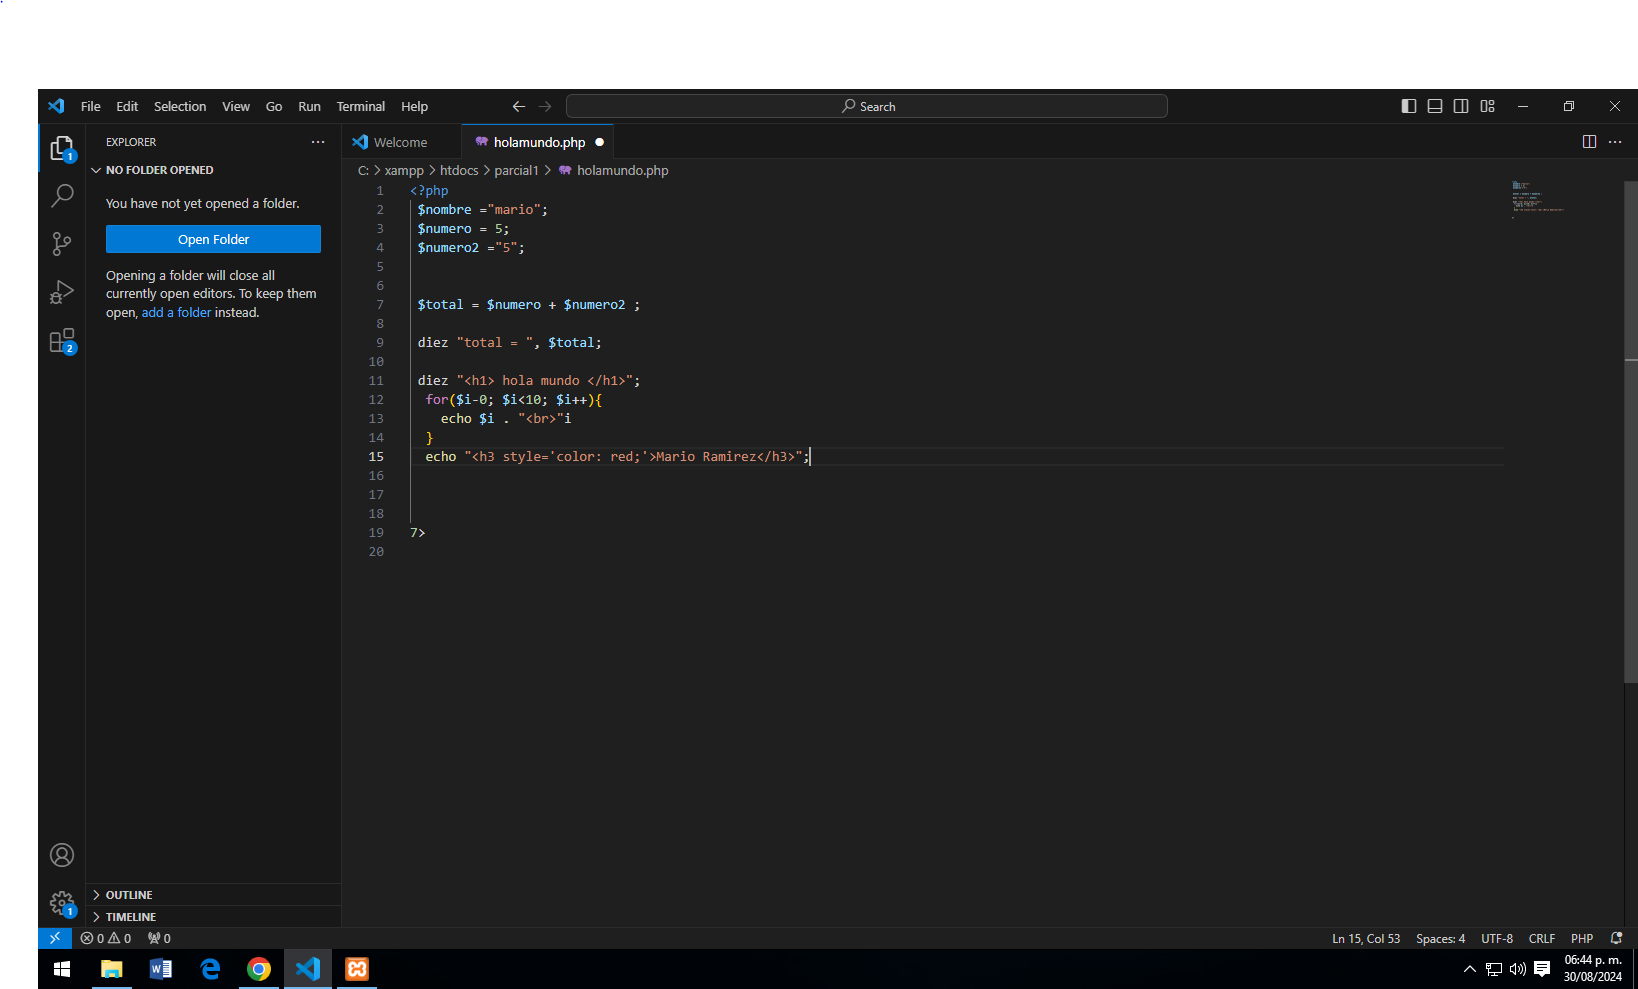 File Edit Selection View Go Run Terminal Help
Search
EXPLORER
Welcome
holamundo.php
NO FOLDER OPENED
C: > xampp > htdocs > parcial1 > holamundo.php
You have not yet opened a folder.
Open Folder
Opening a folder will close all
currently open editors. To keep them
open, add a folder instead.
1 <?php
2 $nombre ="mario";
3 $numero = 5;
4 $numero2 ="5";
5
6
7 $total = $numero + $numero2 ;
8
9 diez "total = ", $total;
10
11 diez "<h1> hola mundo </h1>";
12 for($i-0; $i<10; $i++){
13 echo $i . "<br>"i
14 }
15 echo "<h3 style='color: red;'>Mario Ramirez</h3>";
16
17
18
19 7>
20
1
2
1
OUTLINE
TIMELINE
0 0 0
Ln 15, Col 53 Spaces: 4 UTF-8 CRLF PHP
06:44 p. m.
30/08/2024